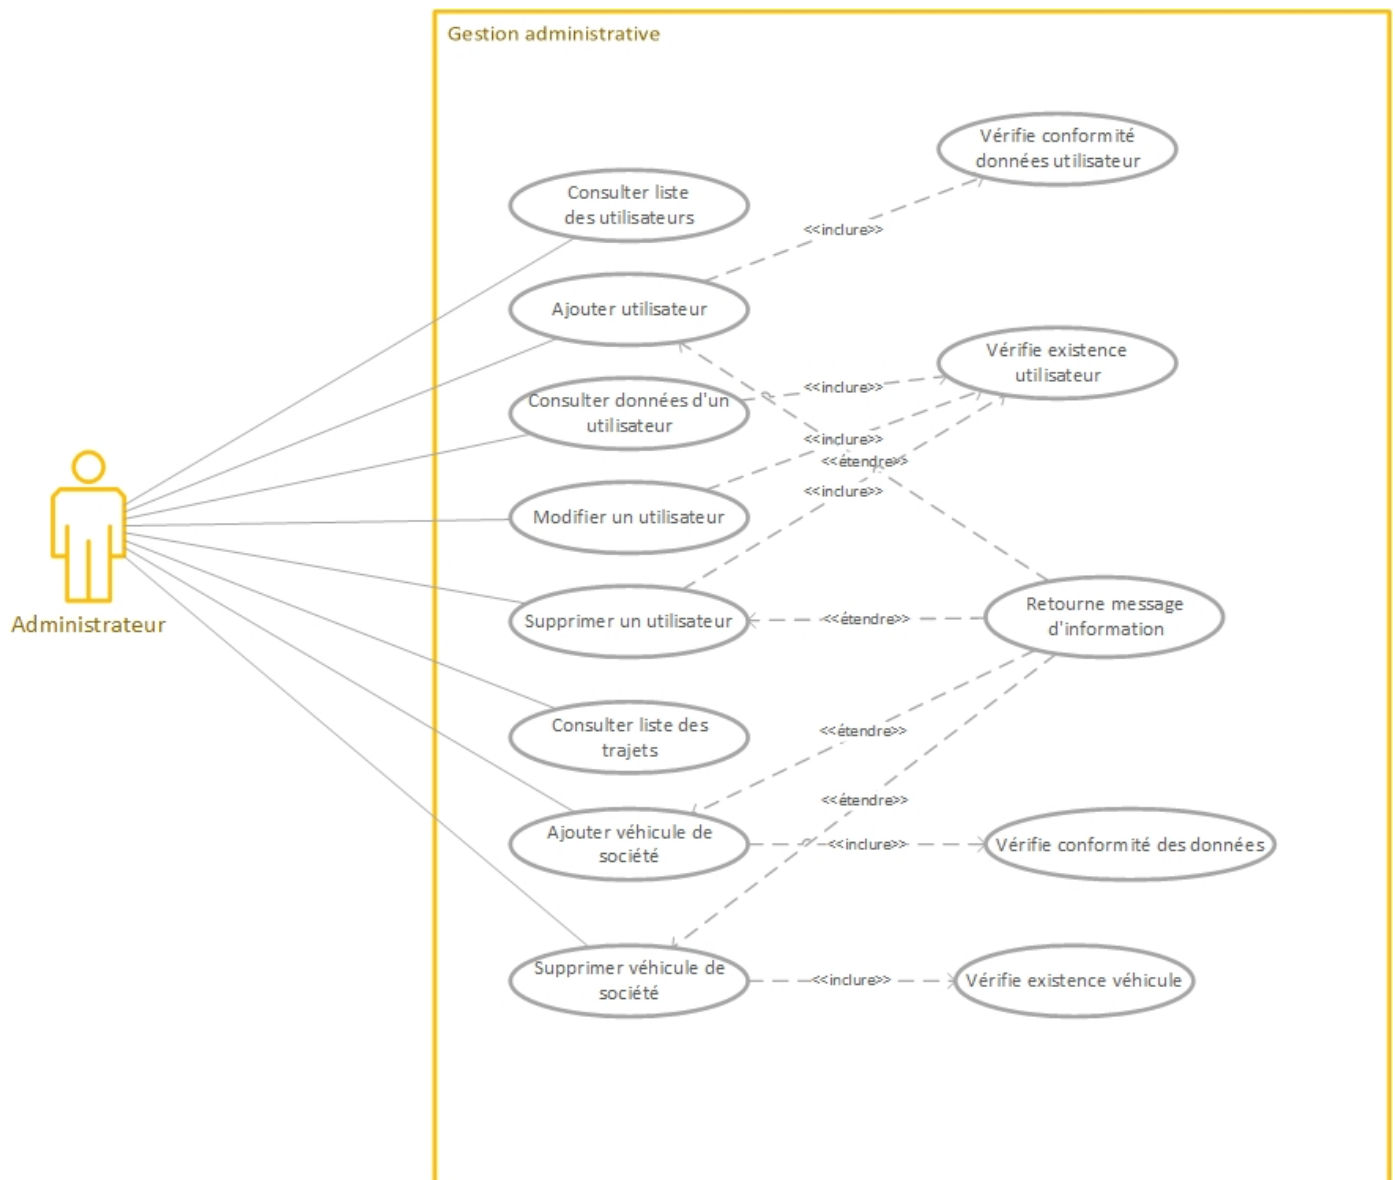 Gestion administrative
Vérifie conformité
données utilisateur
Consulter liste
des utilisateurs
<<inclure>>
Ajouter utilisateur
Vérifie existence
utilisateur
<<inclure>>
Consulter données d'un
utilisateur
<<inclure>>
<<étendre>>
<<inclure>>
Modifier un utilisateur
Administrateur
Supprimer un utilisateur
<<étendre>>
Retourne message
d'information
Consulter liste des
trajets
<<étendre>>
<<étendre>>
Ajouter véhicule de
société
<<inclure>>
Vérifie conformité des données
Supprimer véhicule de
société
<<inclure>>
Vérifie existence véhicule